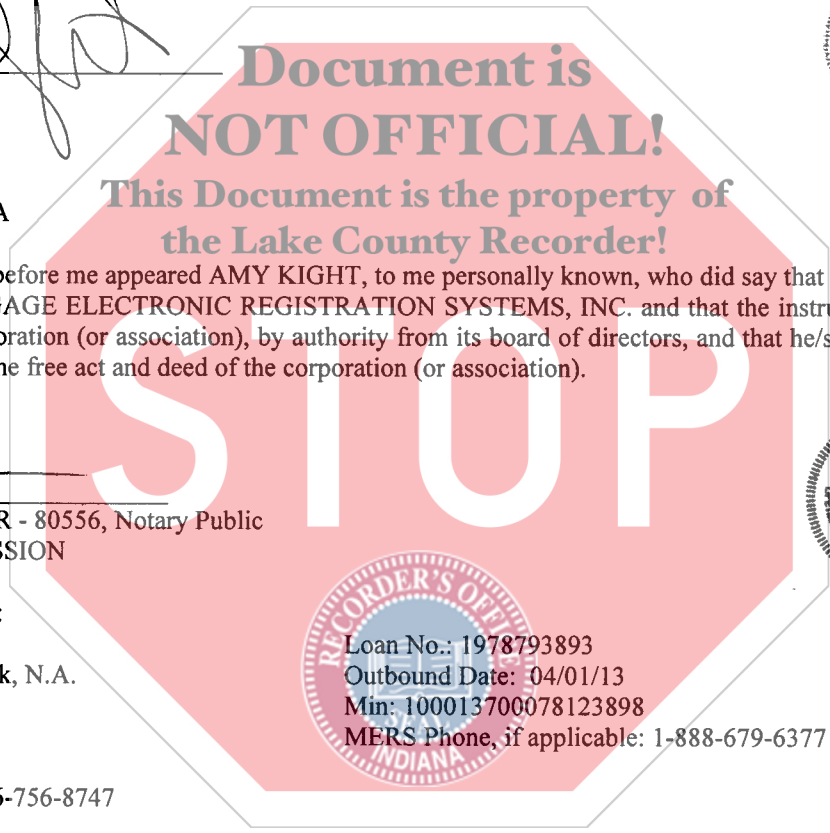 Document is
NOT OFFICIAL!
This Document is the property of
the Lake County Recorder!
A
before me appeared AMY KIGHT, to me personally known, who did say that
GAGE ELECTRONIC REGISTRATION SYSTEMS, INC. and that the instru
oration (or association), by authority from its board of directors, and that he/s
he free act and deed of the corporation (or association).
STOP
R - 80556, Notary Public
SSION
:
RECORDER'S OFFICE
Loan No.: 1978793893
k, N.A.
Outbound Date: 04/01/13
Min: 100013700078123898
SEAL
MERS Phone, if applicable: 1-888-679-6377
INDIANA
6-756-8747